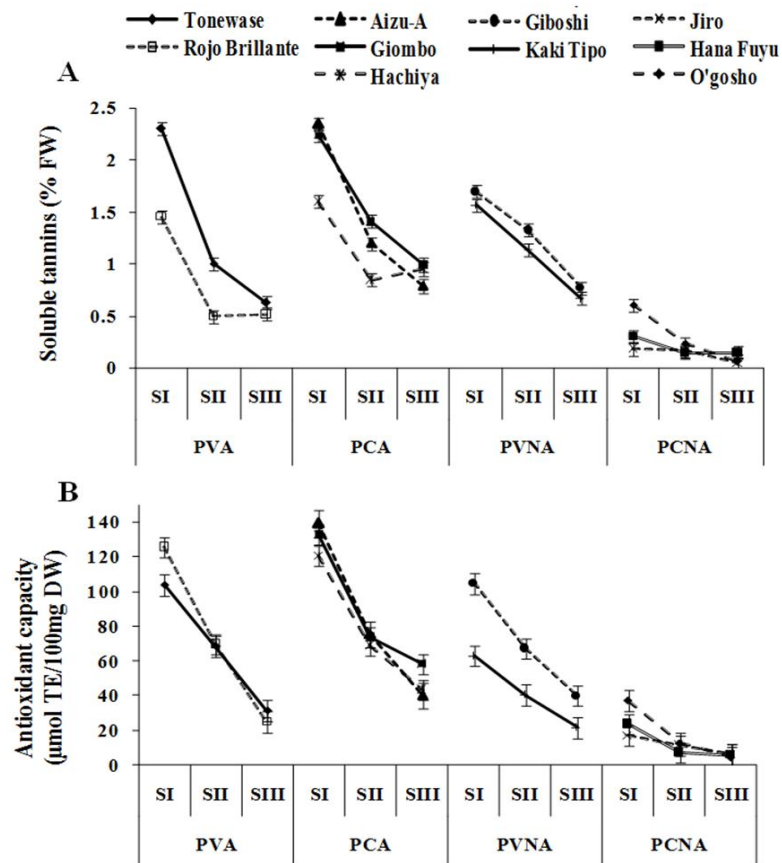 Tonewase Aizu-A Giboshi Jiro
Rojo Brillante Giombo Kaki Tipo Hana Fuyu
Hachiya O'gosho
A
Soluble tannins (% FW)
2.5
2
1.5
1
0.5
0
SI SII SIII SI SII SIII SI SII SIII SI SII SIII
PVA PCA PVNA PCNA
B
Antioxidant capacity
(µmol TE/100mg DW)
140
120
100
80
60
40
20
0
SI SII SIII SI SII SIII SI SII SIII SI SII SIII
PVA PCA PVNA PCNA